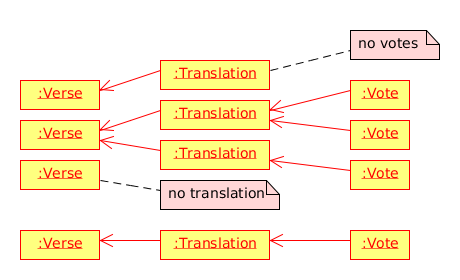 no votes
:Translation
:Verse
:Vote
:Translation
:Verse
:Vote
:Translation
:Verse
:Vote
no translation
:Verse
:Translation
:Vote